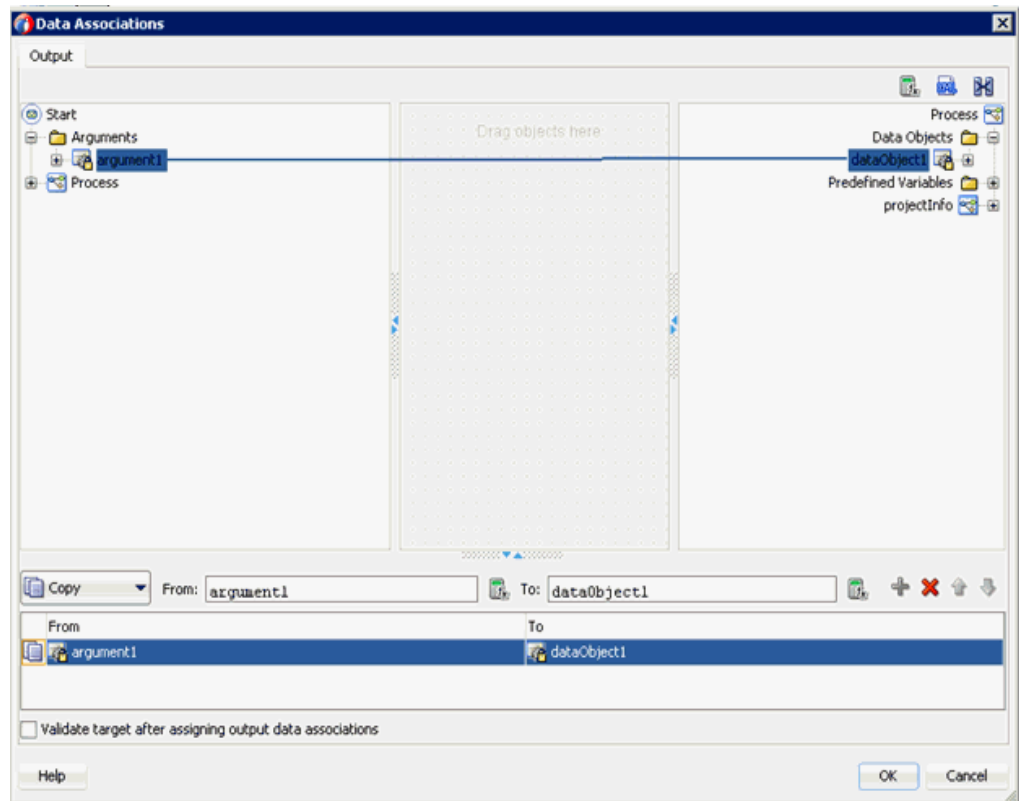 Data Associations
Output
Start
Arguments
argument1
Process
Drag objects here
Process
Data Objects
dataObject1
Predefined Variables
projectInfo
Copy From: argument1 To: dataObject1
From To
argument1 dataObject1
Validate target after assigning output data associations
Help OK Cancel